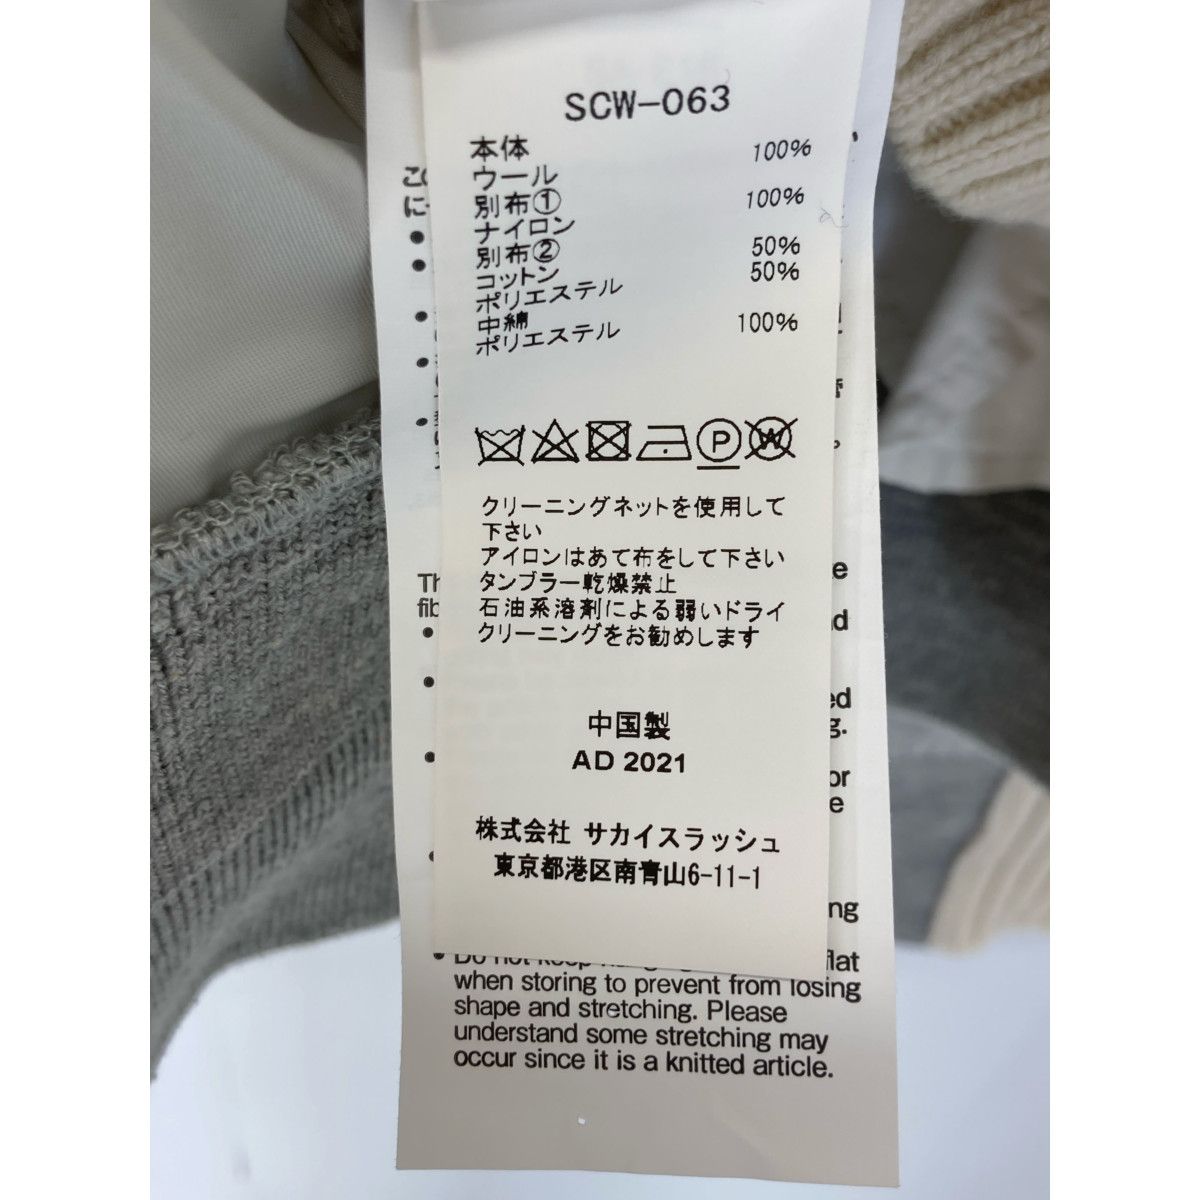 SCW-063
本体 100%
ウール
別布① 100%
ナイロン
別布② 50%
コットン 50%
ポリエステル
中綿 100%
ポリエステル
P
W
クリーニングネットを使用して
下さい
アイロンはあて布をして下さい
タンブラー乾燥禁止
石油系溶剤による弱いドライ
クリーニングをお勧めします
中国製
AD 2021
株式会社 サカイスラッシュ
東京都港区南青山6-11-1
• Do not keep flat
when storing to prevent from losing
shape and stretching. Please
understand some stretching may
occur since it is a knitted article.